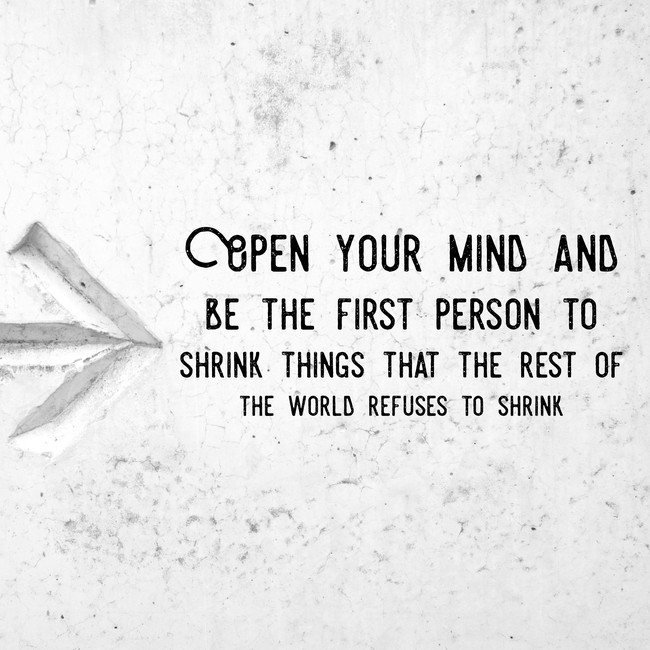 Open your mind and
be the first person to
shrink things that the rest of
the world refuses to shrink